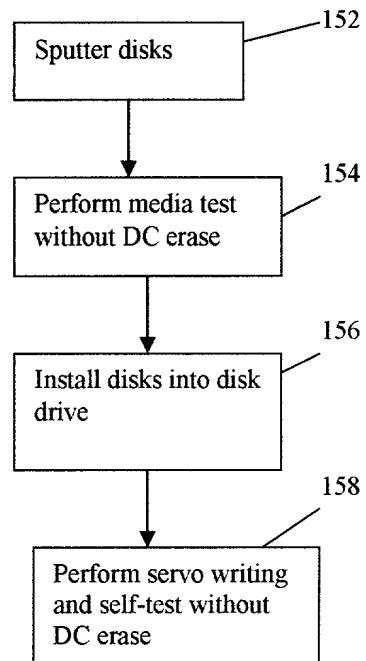 152
Sputter disks
154
Perform media test
without DC erase
156
Install disks into disk
drive
158
Perform servo writing
and self-test without
DC erase